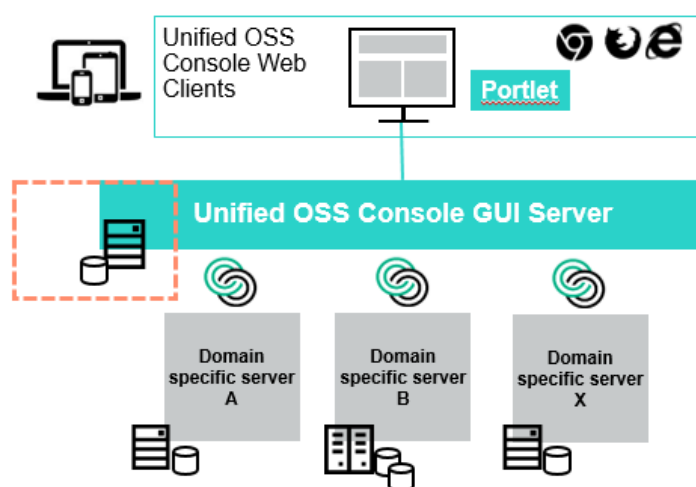 Unified OSS
Console Web
Clients
Portlet
Unified OSS Console GUI Server
Domain
specific server
A
Domain
specific server
B
Domain
specific server
X